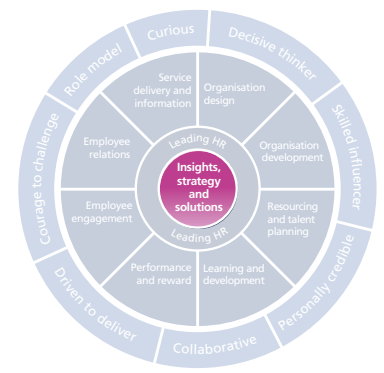 Curious
Decisive thinker
Skilled influencer
Personally credible
Collaborative
Driven to deliver
Courage to challenge
Role model
Service
delivery and
information
Organisation
design
Organisation
development
Resourcing
and talent
planning
Learning and
development
Performance
and reward
Employee
engagement
Employee
relations
Leading HR
Insights,
strategy
and
solutions
Leading HR